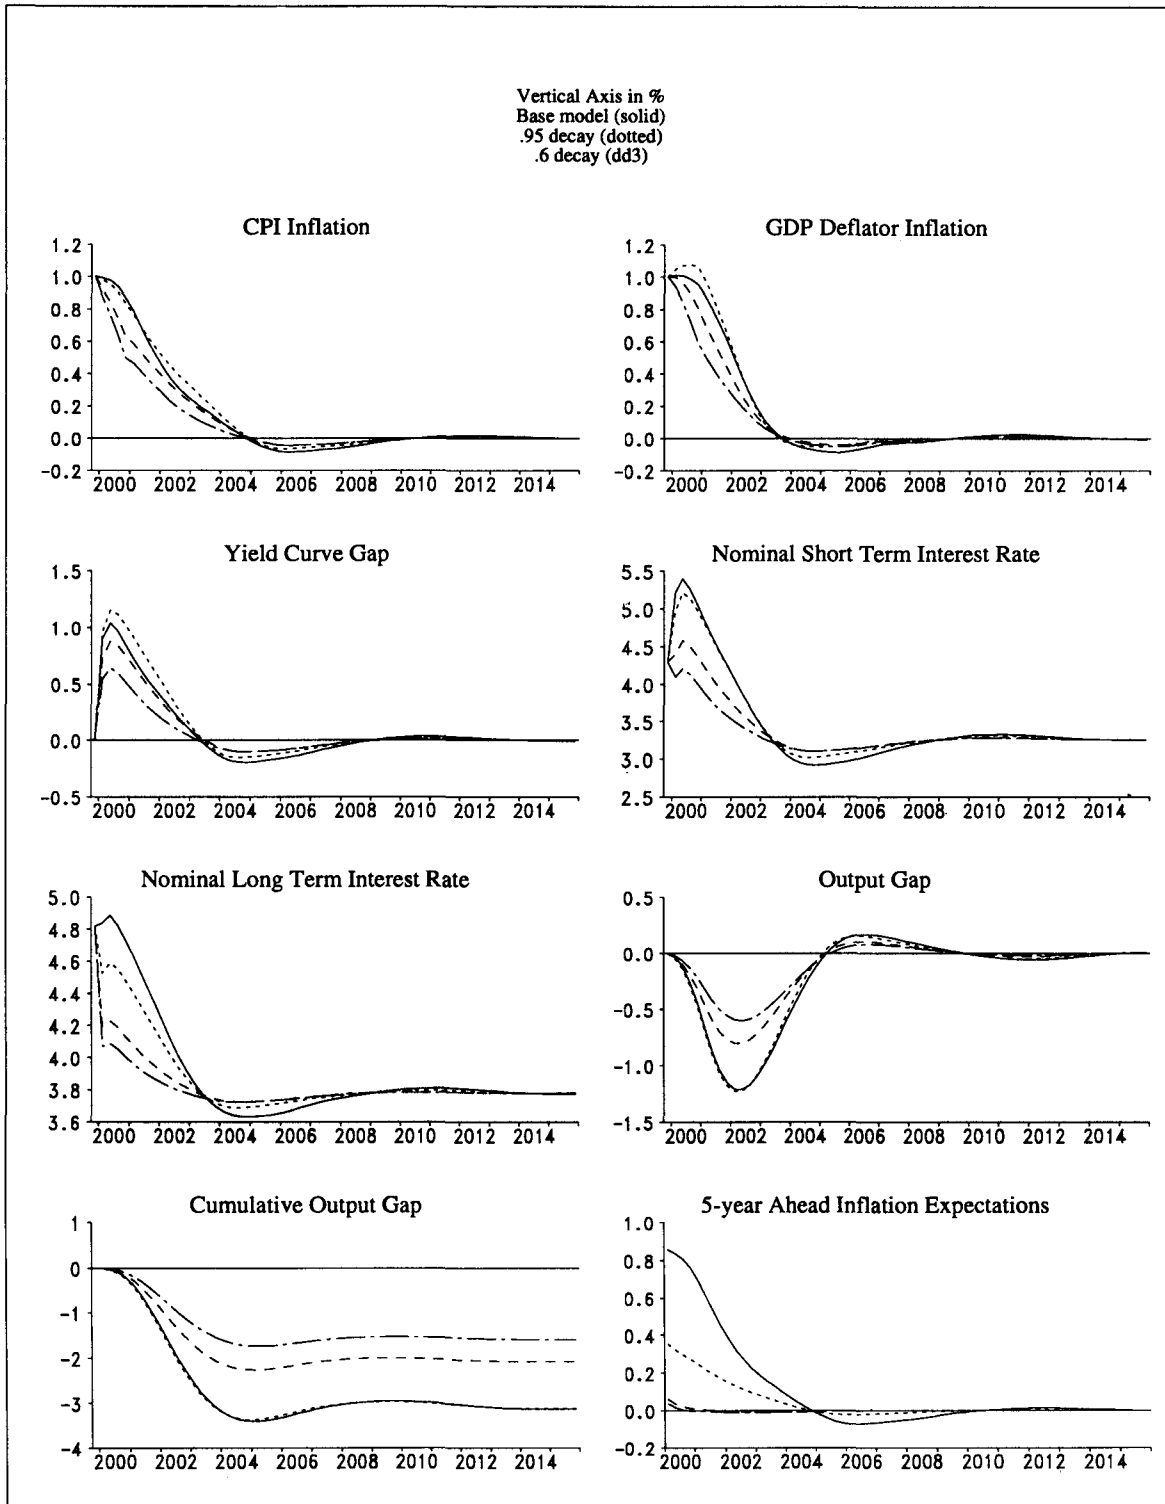 Vertical Axis in %
Base model (solid)
.95 decay (dotted)
.6 decay (dd3)
CPI Inflation
1.2
1.0
0.8
0.6
0.4
0.2
0.0
-0.2
2000 2002 2004 2006 2008 2010 2012 2014
GDP Deflator Inflation
1.2
1.0
0.8
0.6
0.4
0.2
0.0
-0.2
2000 2002 2004 2006 2008 2010 2012 2014
Yield Curve Gap
1.5
1.0
0.5
0.0
-0.5
2000 2002 2004 2006 2008 2010 2012 2014
Nominal Short Term Interest Rate
5.5
5.0
4.5
4.0
3.5
3.0
2.5
2000 2002 2004 2006 2008 2010 2012 2014
Nominal Long Term Interest Rate
5.0
4.8
4.6
4.4
4.2
4.0
3.8
3.6
2000 2002 2004 2006 2008 2010 2012 2014
Output Gap
0.5
0.0
-0.5
-1.0
-1.5
2000 2002 2004 2006 2008 2010 2012 2014
Cumulative Output Gap
1
0
-1
-2
-3
-4
2000 2002 2004 2006 2008 2010 2012 2014
5-year Ahead Inflation Expectations
1.0
0.8
0.6
0.4
0.2
0.0
-0.2
2000 2002 2004 2006 2008 2010 2012 2014